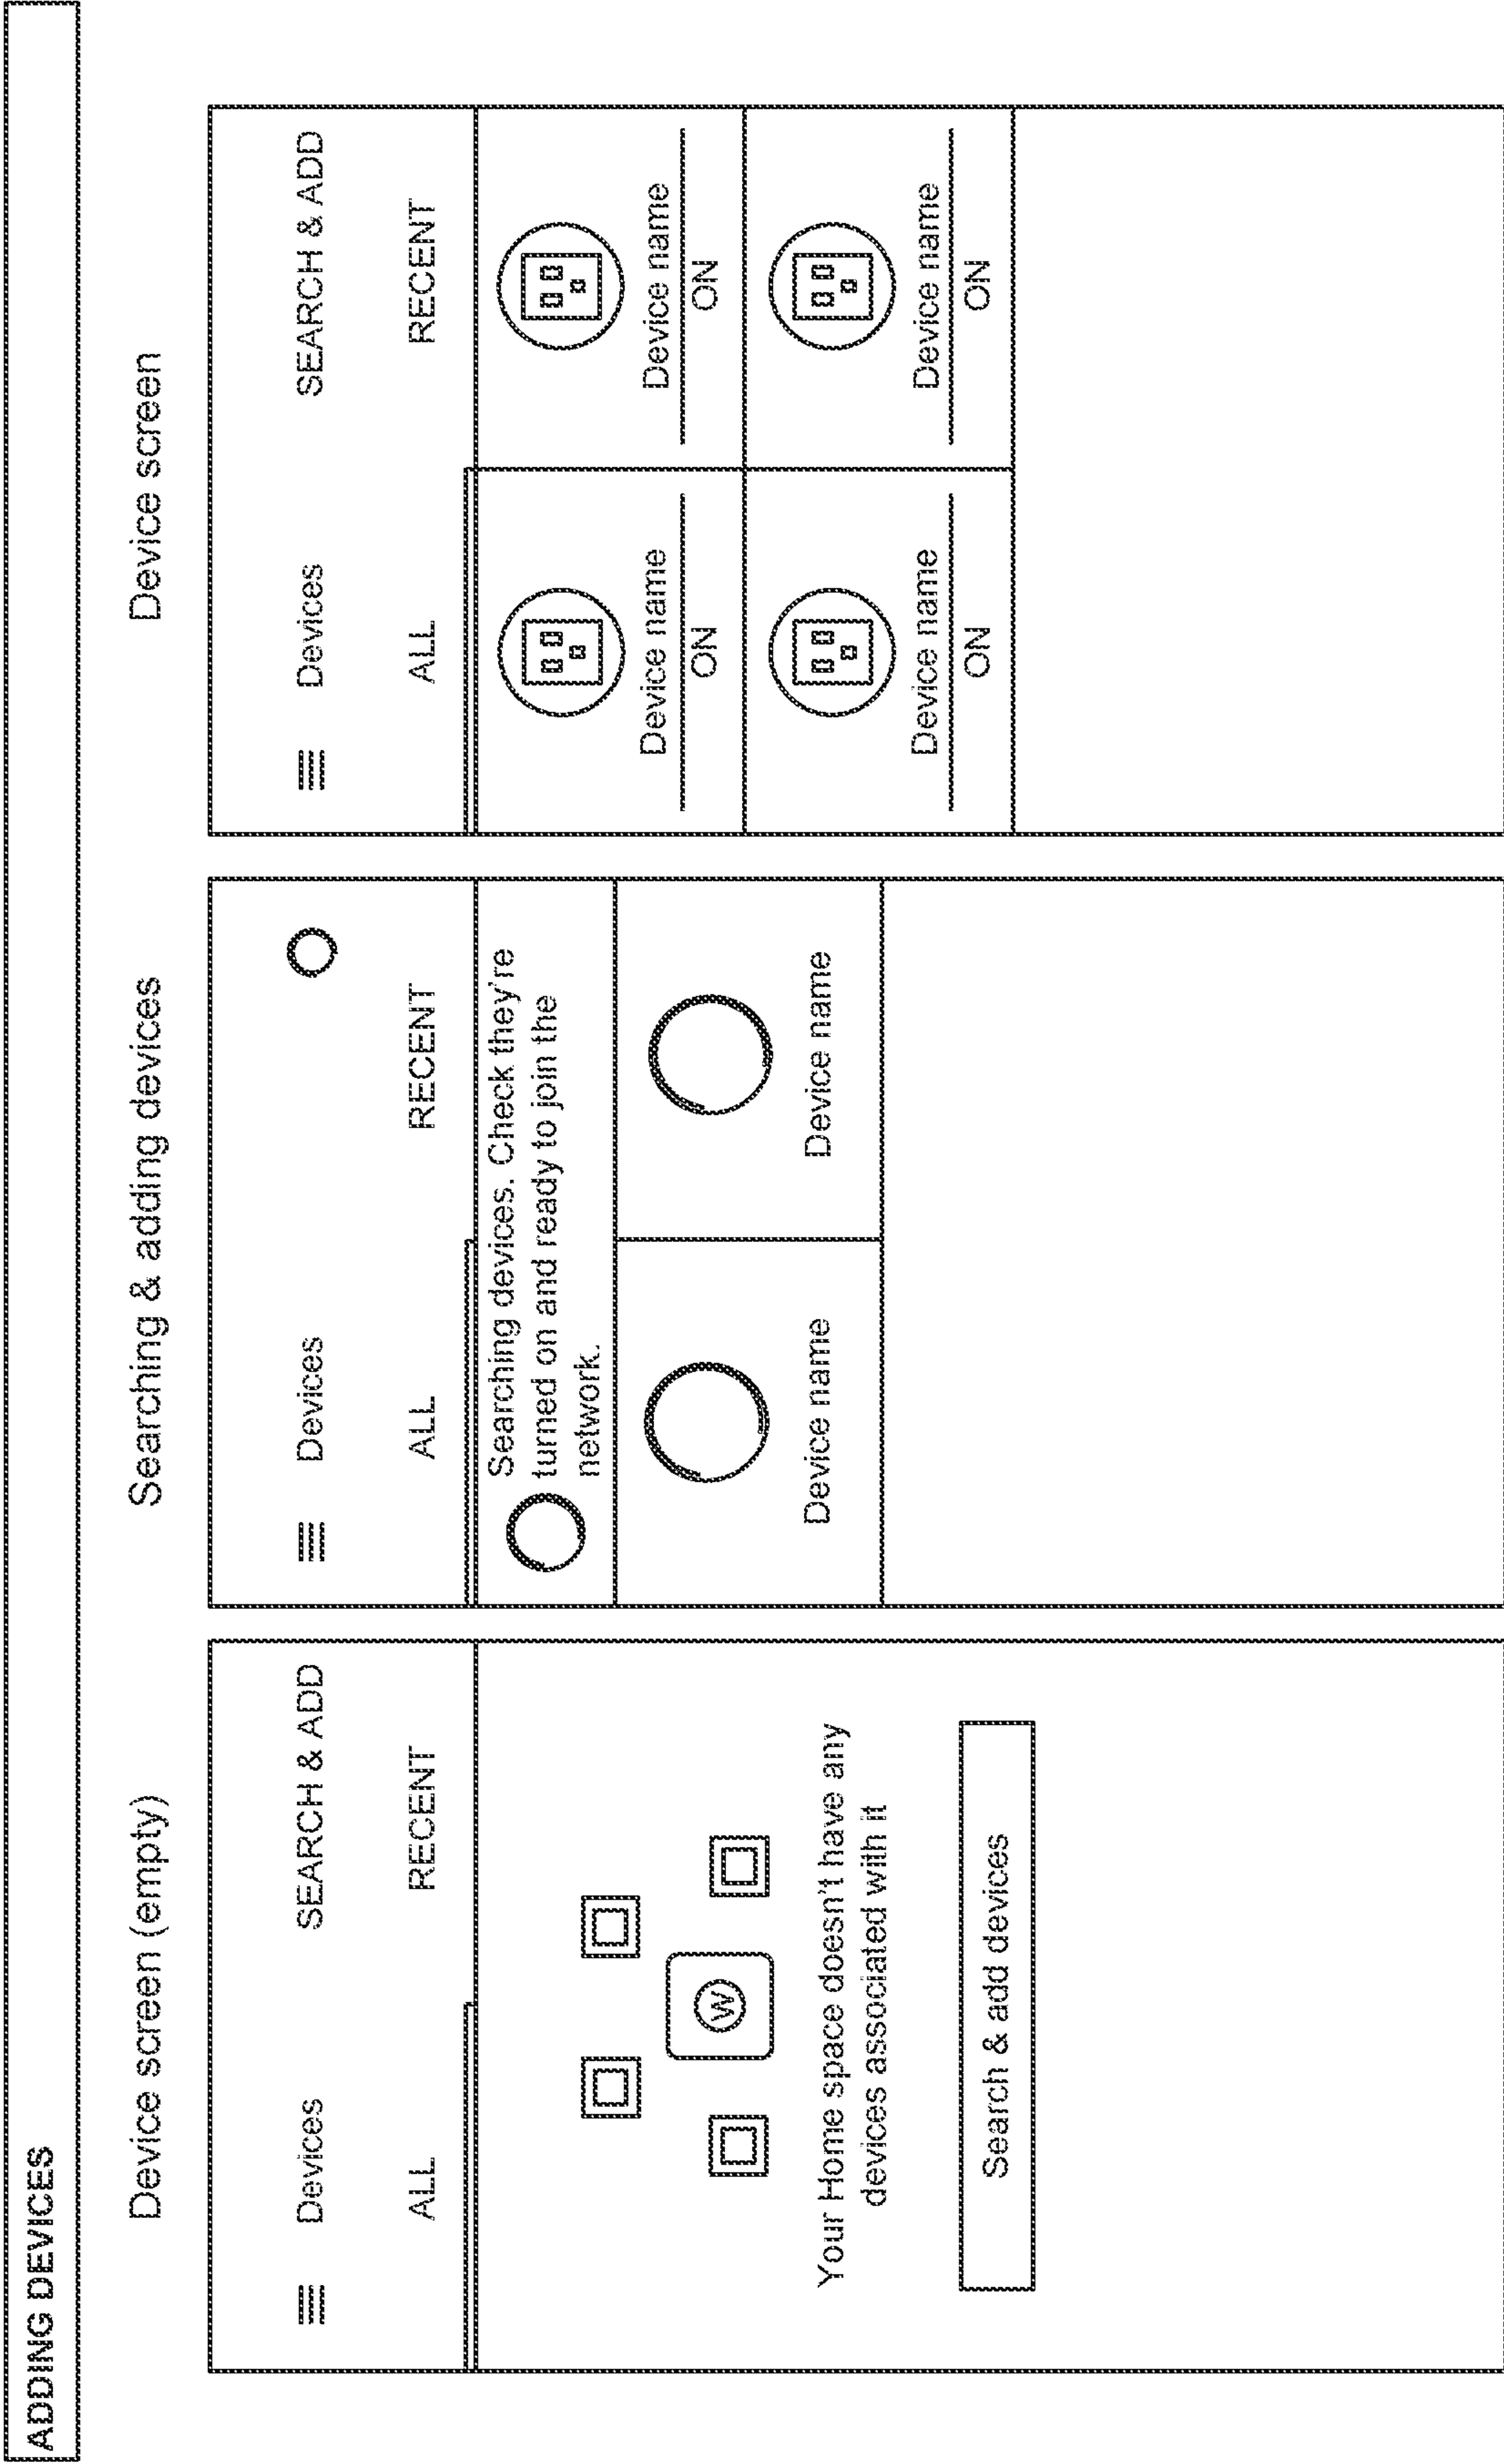 ADDING DEVICES
Device screen (empty)
Devices
SEARCH & ADD
ALL
RECENT
W
Your Home space doesn't have any
devices associated with it
Search & add devices
Searching & adding devices
Devices
ALL
RECENT
Searching devices. Check they're
turned on and ready to join the
network.
Device name
Device name
Device screen
Devices
SEARCH & ADD
ALL
RECENT
Device name
Device name
ON
ON
Device name
Device name
ON
ON